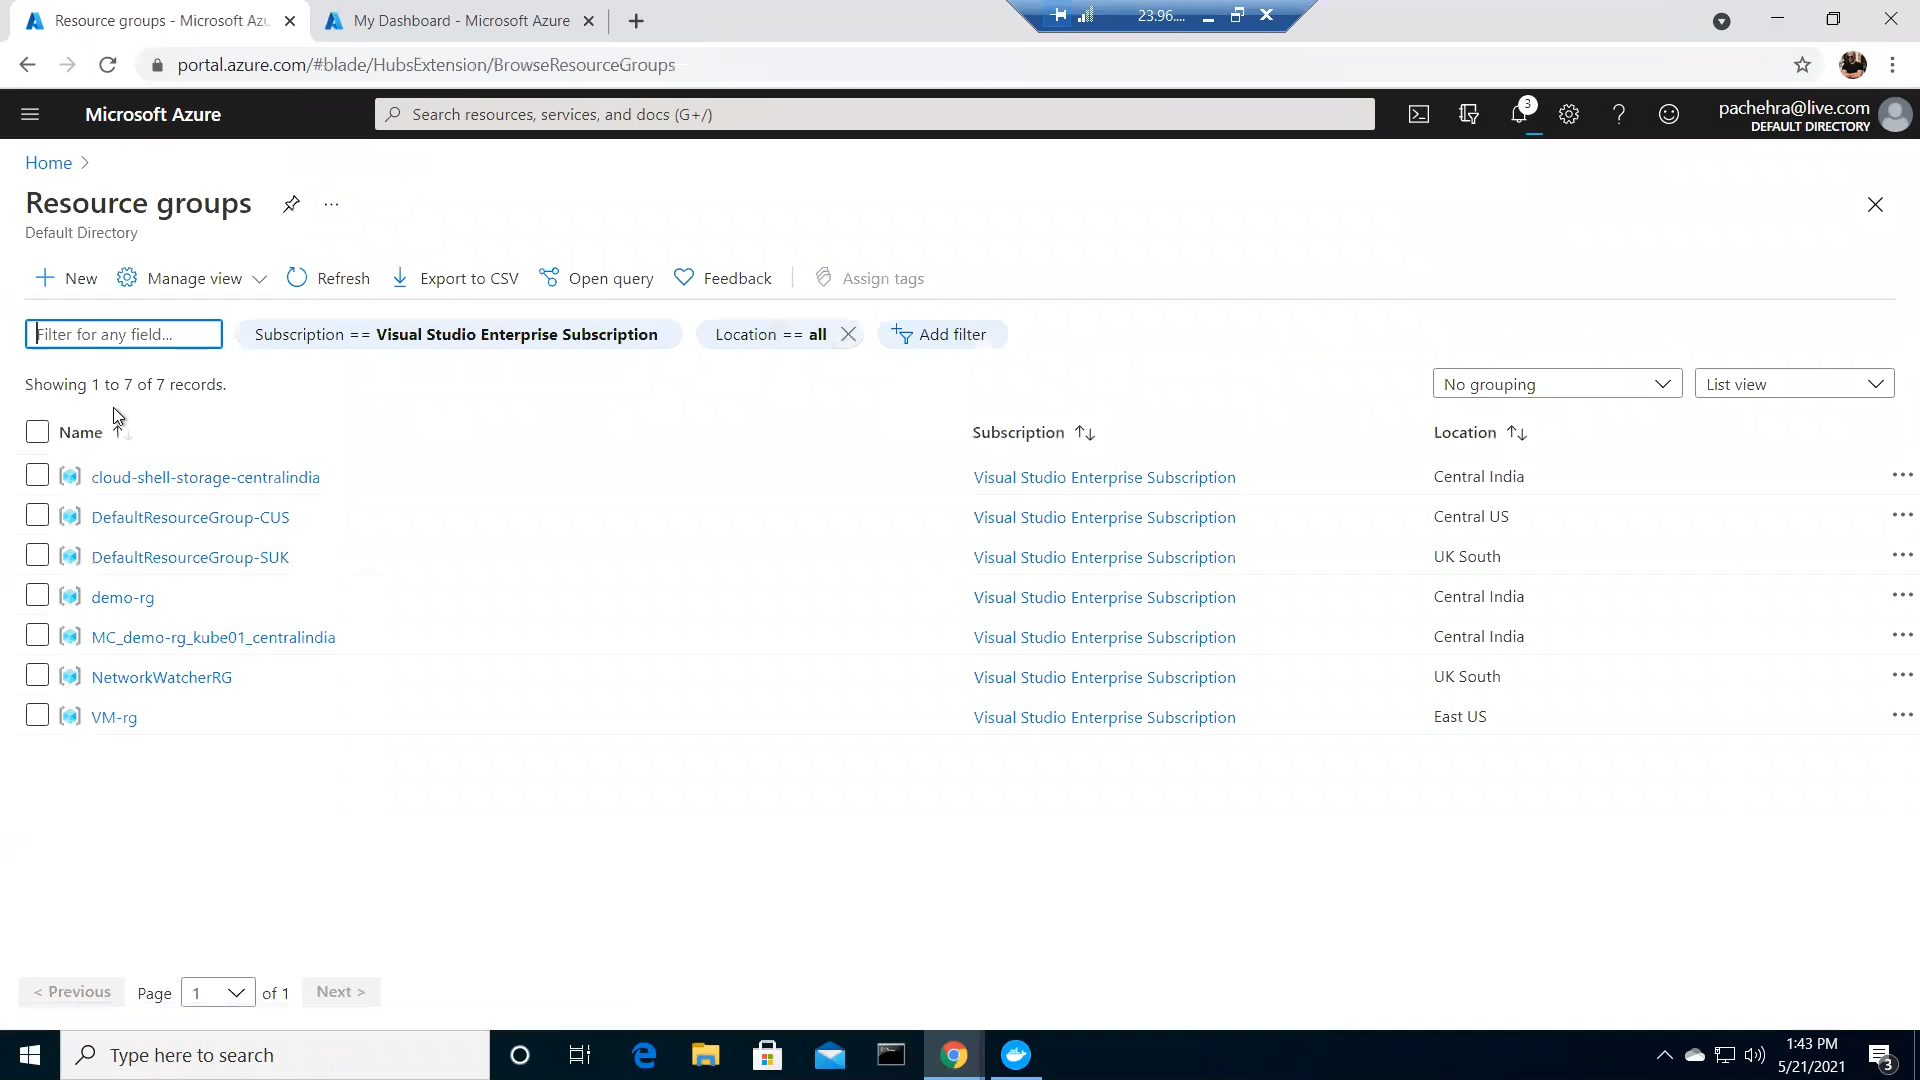 Resource groups - Microsoft Azu
My Dashboard - Microsoft Azure
23.96....
portal.azure.com/#blade/HubsExtension/BrowseResourceGroups
Microsoft Azure
Search resources, services, and docs (G+/)
3
pachehra@live.com
DEFAULT DIRECTORY
Home
Resource groups
Default Directory
New
Manage view
Refresh
Export to CSV
Open query
Feedback
Assign tags
Filter for any field...
Subscription == Visual Studio Enterprise Subscription
Location == all
Add filter
Showing 1 to 7 of 7 records.
No grouping
List view
Name
Subscription
Location
cloud-shell-storage-centralindia Visual Studio Enterprise Subscription Central India
DefaultResourceGroup-CUS Visual Studio Enterprise Subscription Central US
DefaultResourceGroup-SUK Visual Studio Enterprise Subscription UK South
demo-rg Visual Studio Enterprise Subscription Central India
MC_demo-rg_kube01_centralindia Visual Studio Enterprise Subscription Central India
NetworkWatcherRG Visual Studio Enterprise Subscription UK South
VM-rg Visual Studio Enterprise Subscription East US
< Previous Page 1 of 1 Next >
Type here to search
1:43 PM
5/21/2021
3